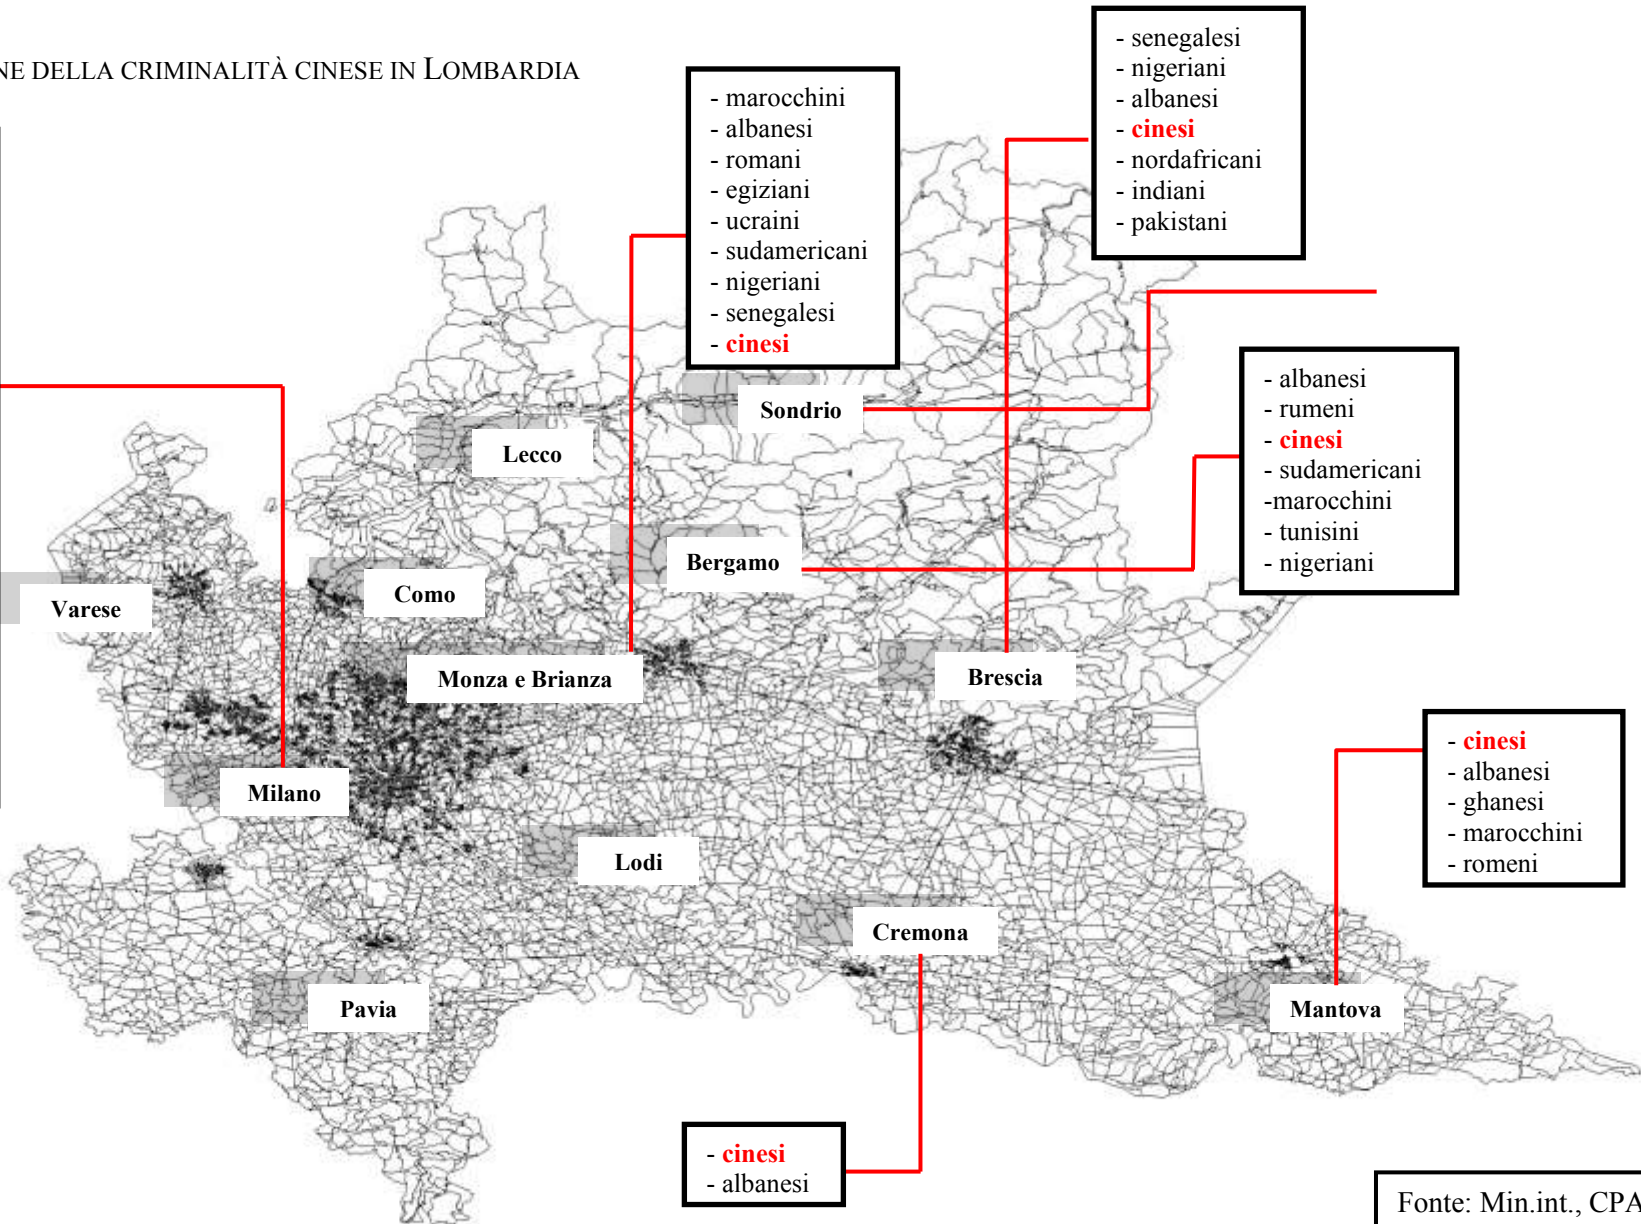 NE DELLA CRIMINALITÀ CINESE IN LOMBARDIA
- senegalesi
- nigeriani
- albanesi
- cinesi
- nordafricani
- indiani
- pakistani
- marocchini
- albanesi
- romani
- egiziani
- ucraini
- sudamericani
- nigeriani
- senegalesi
- cinesi
- albanesi
- rumeni
- cinesi
- sudamericani
-marocchini
- tunisini
- nigeriani
Sondrio
Lecco
Bergamo
Como
Varese
Monza e Brianza
Brescia
Milano
- cinesi
- albanesi
- ghanesi
- marocchini
- romeni
Lodi
Cremona
Pavia
Mantova
- cinesi
- albanesi
Fonte: Min.int., CPA